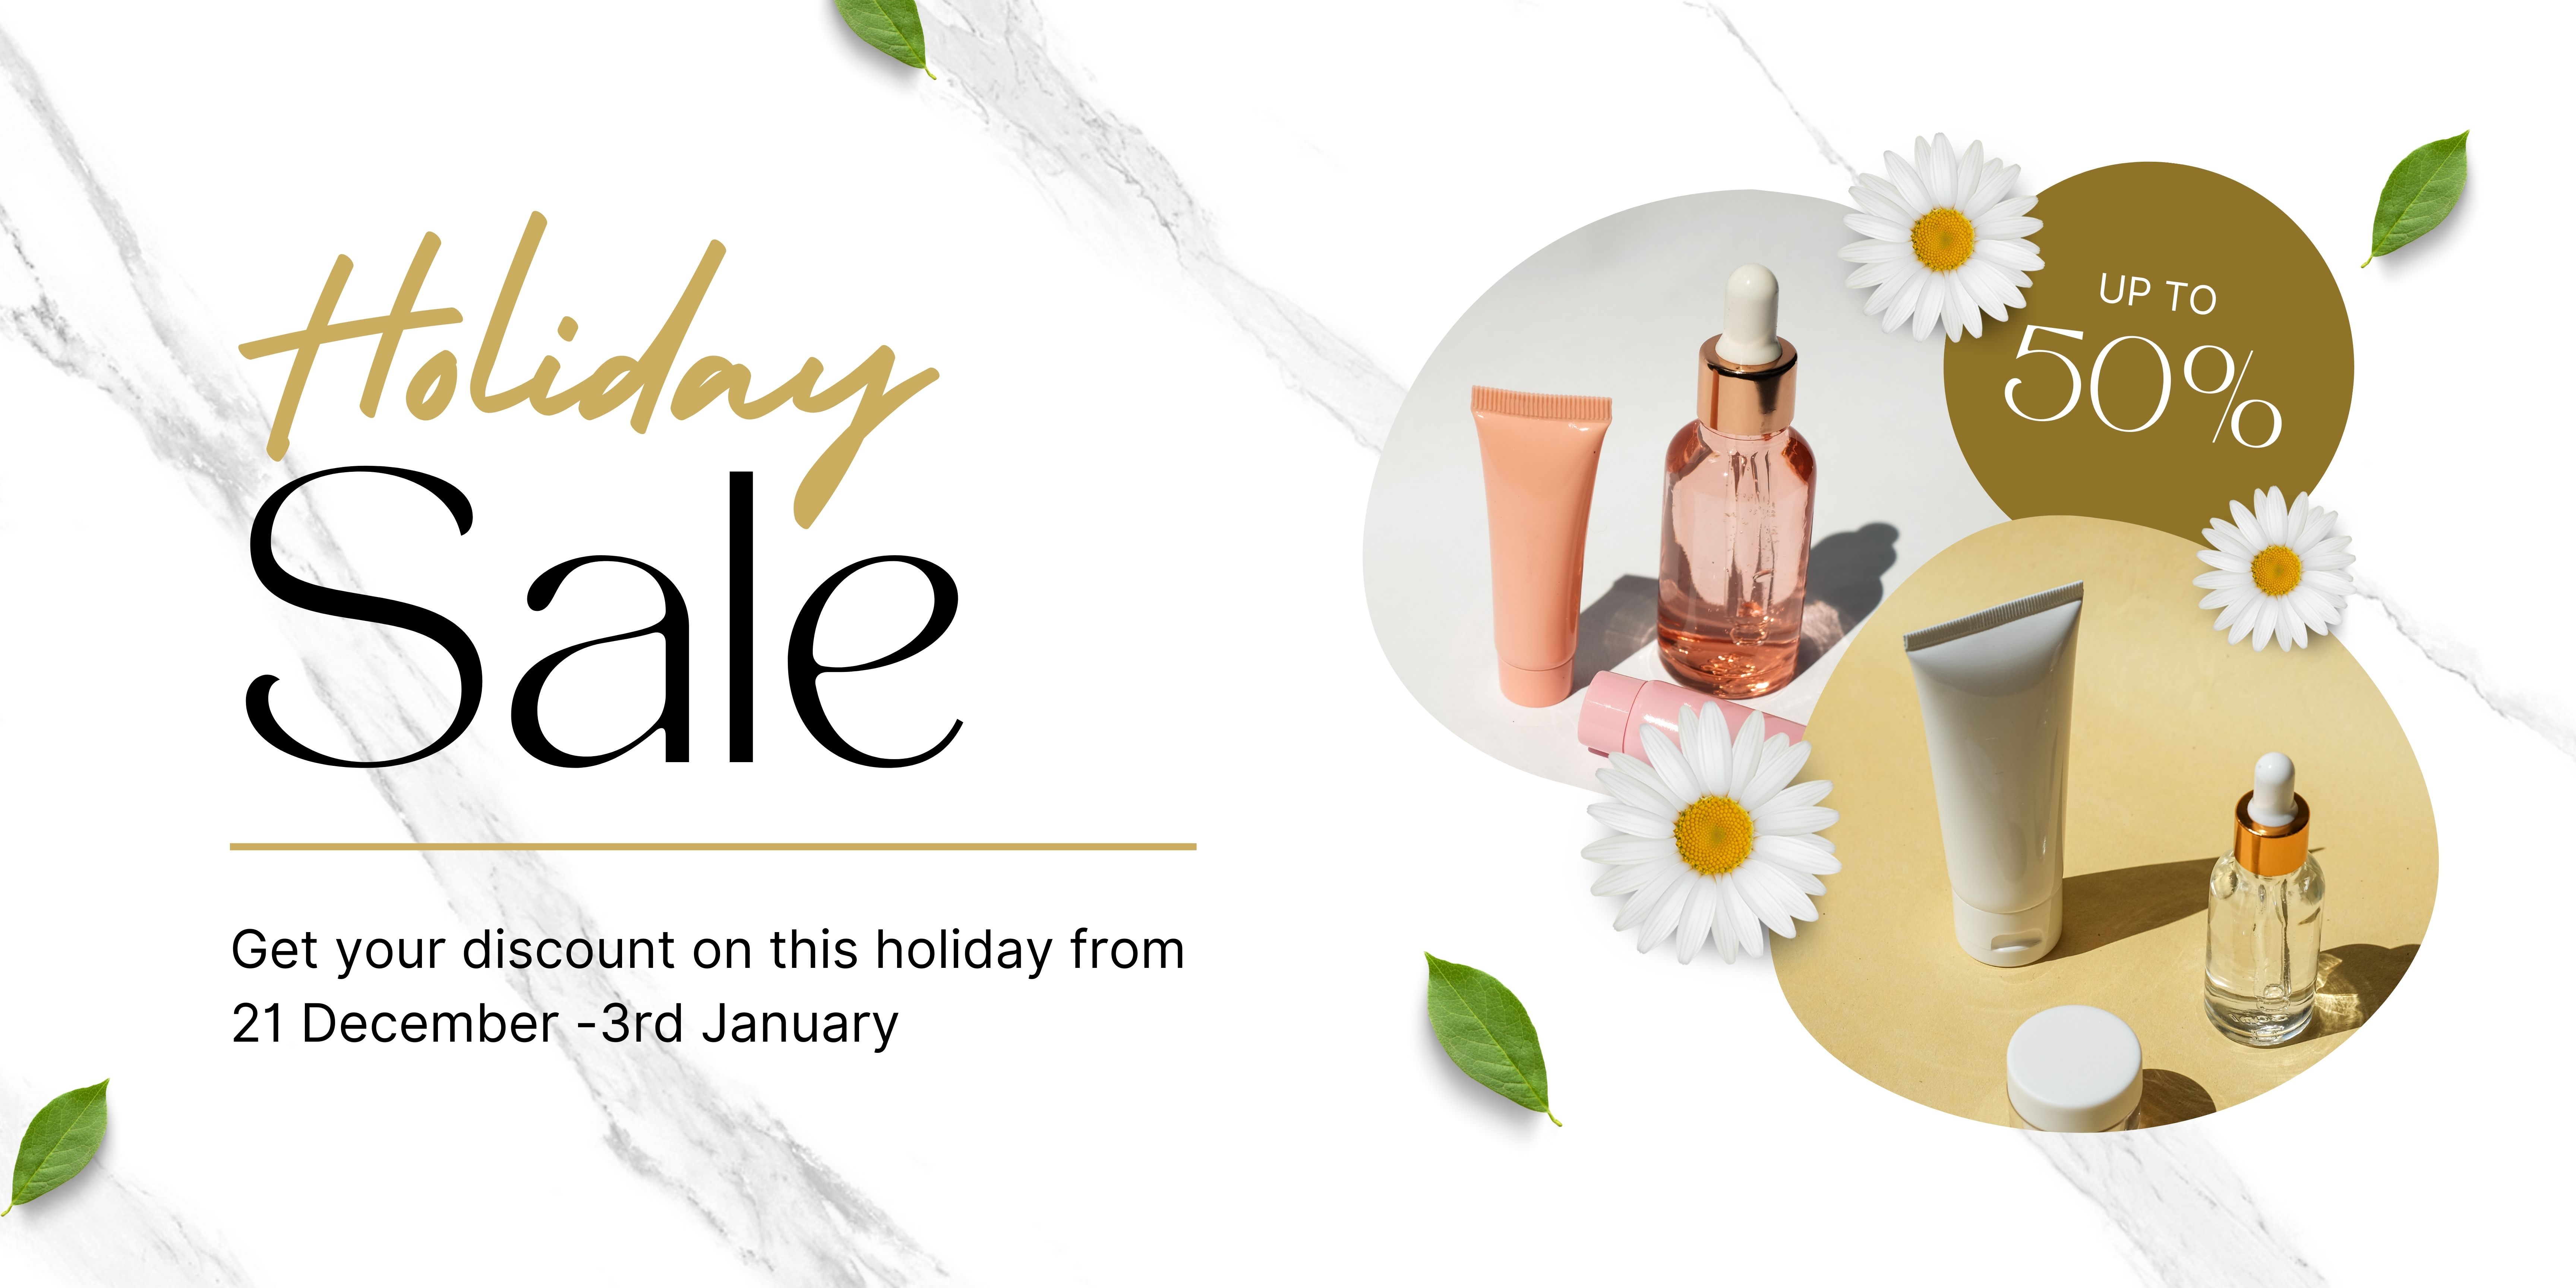 Holiday
Sale
Get your discount on this holiday from
21 December -3rd January
UP TO
50%